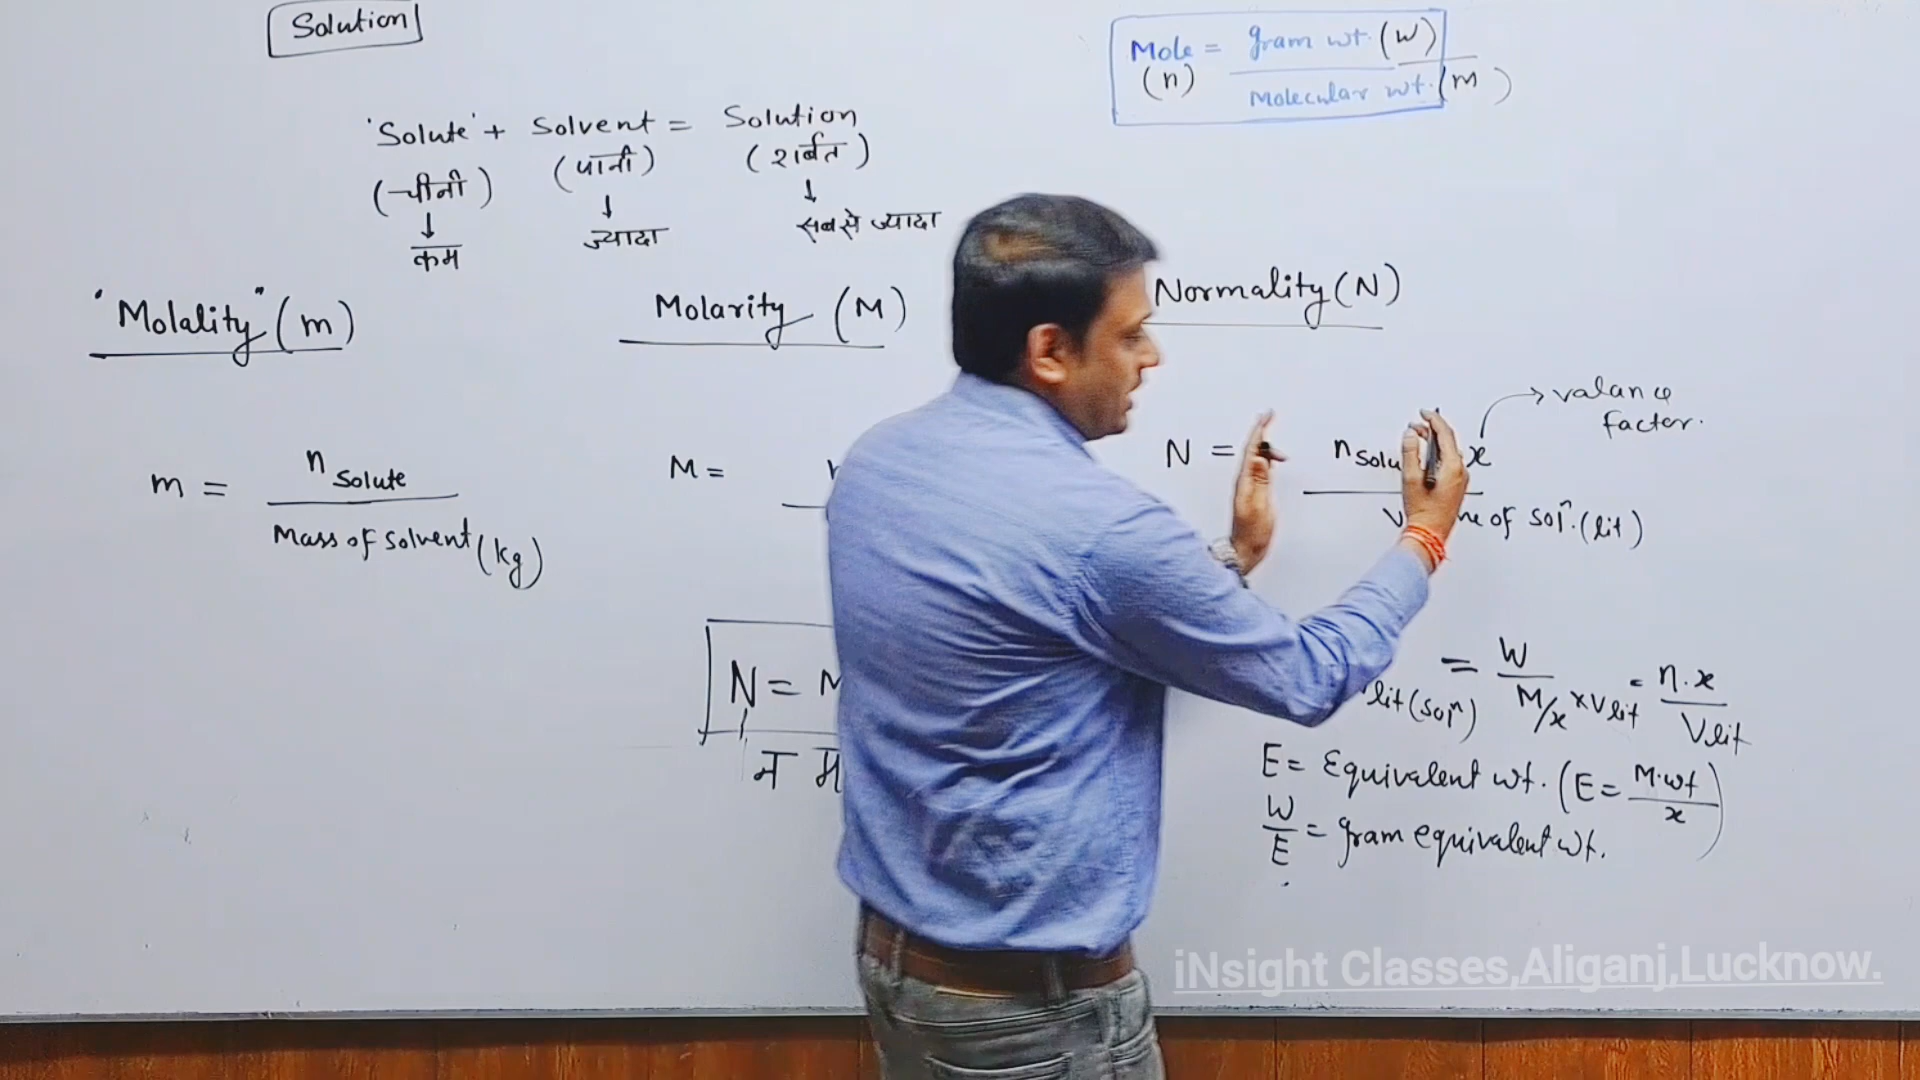 Solution
Mole = gram wt. (W)
(n) Molecular wt. (m)
'Solute' + Solvent = Solution
(चीनी) (पानी) (शर्बत)
↓ ↓ ↓
कम ज्यादा सबसे ज्यादा
"Molality" (m)
m = n solute
Mass of solvent (kg)
Molarity (M)
M =
N =
न म
Normality (N)
N = x → valance
factor.
of solⁿ. (lit)
lit (solⁿ) = W / M/x × V lit = n.x / V lit
E = Equivalent wt. (E = M.wt / x)
W/E = gram equivalent wt.
iNsight Classes,Aliganj,Lucknow.